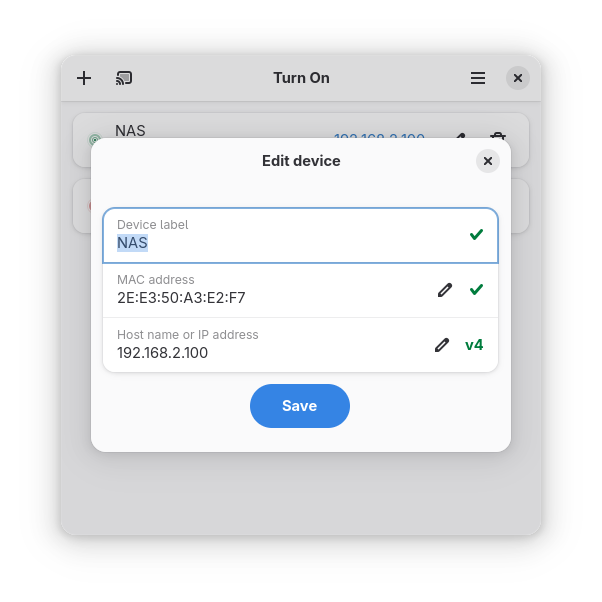 Turn On
NAS
192.168.2.100
Edit device
Device label
NAS
MAC address
2E:E3:50:A3:E2:F7
Host name or IP address
192.168.2.100
v4
Save